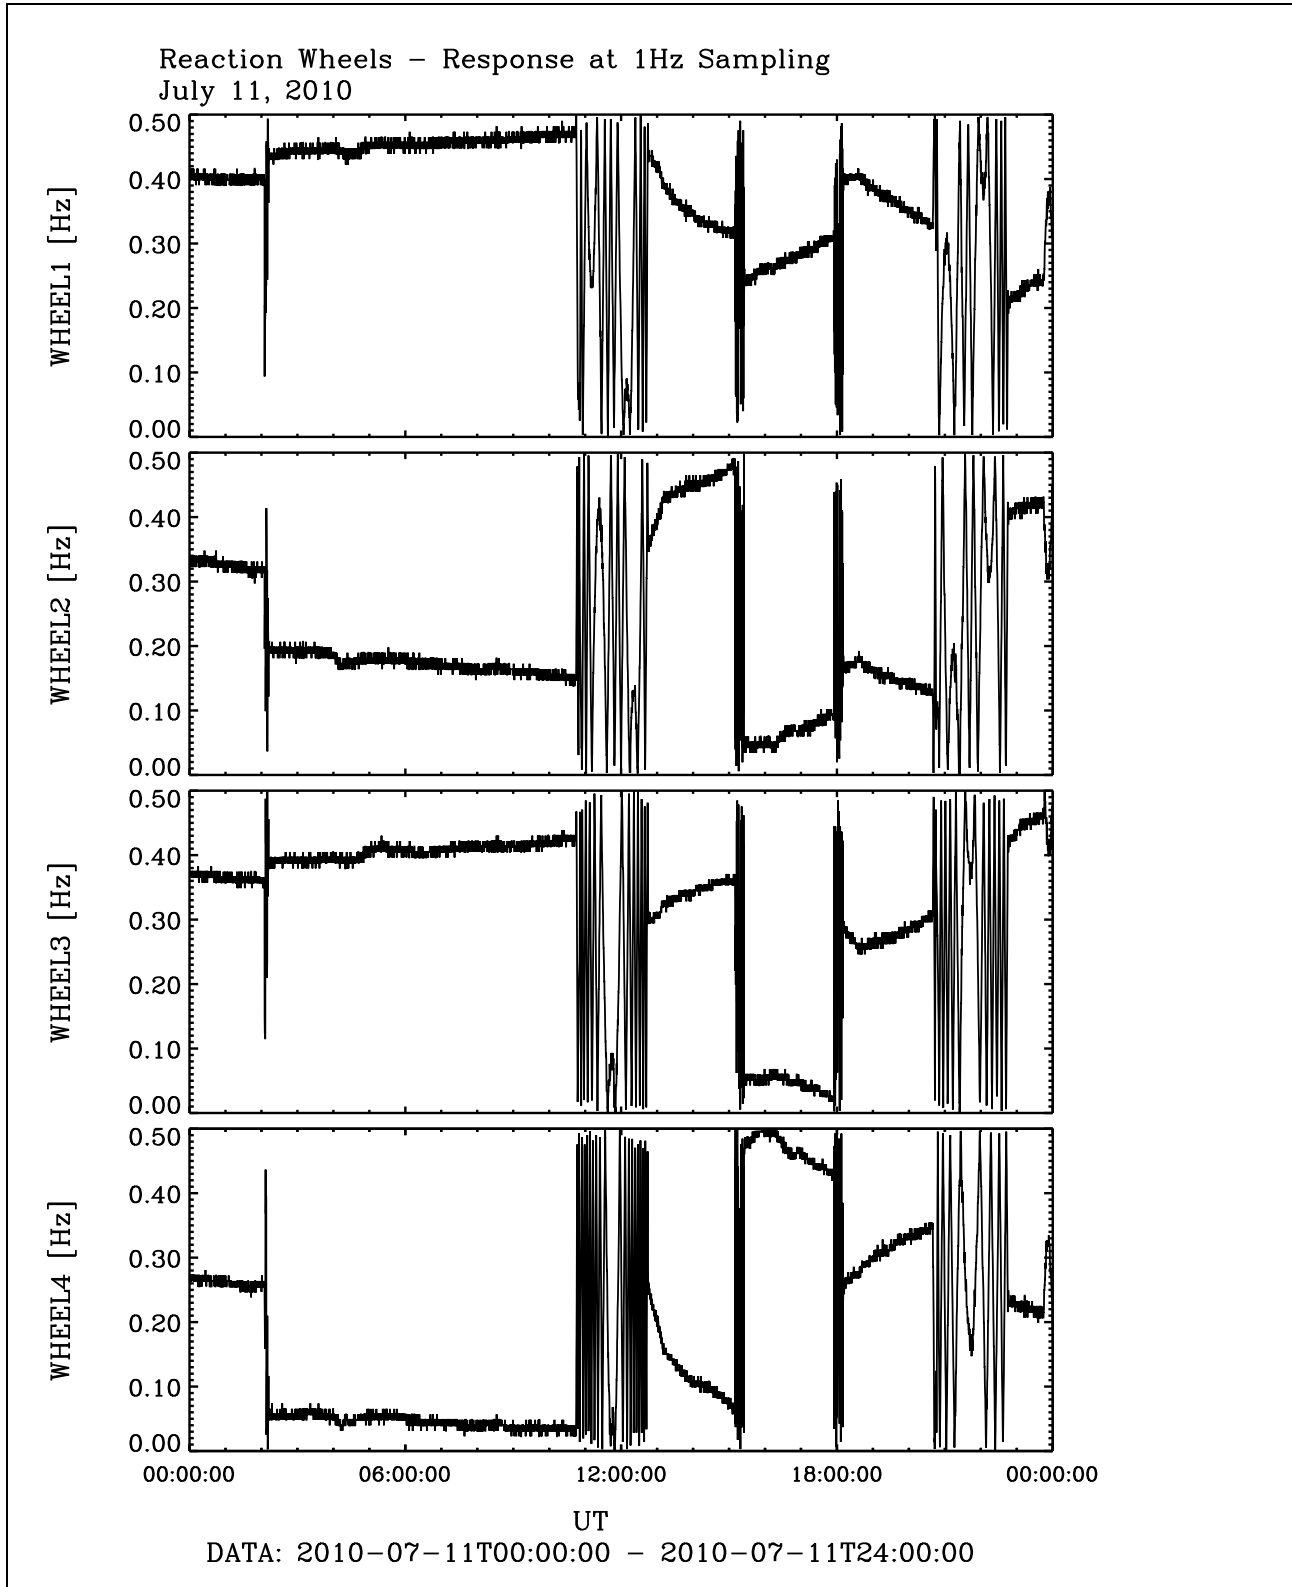 Reaction Wheels − Response at 1Hz Sampling
July 11, 2010
WHEEL1 [Hz]
0.50
0.40
0.30
0.20
0.10
0.00
WHEEL2 [Hz]
0.50
0.40
0.30
0.20
0.10
0.00
WHEEL3 [Hz]
0.50
0.40
0.30
0.20
0.10
0.00
WHEEL4 [Hz]
0.50
0.40
0.30
0.20
0.10
0.00
00:00:00 6:00:00 12:00:00 18:00:00 00:00:00
UT
DATA: 2010−07−11T00:00:00 − 2010−07−11T24:00:00